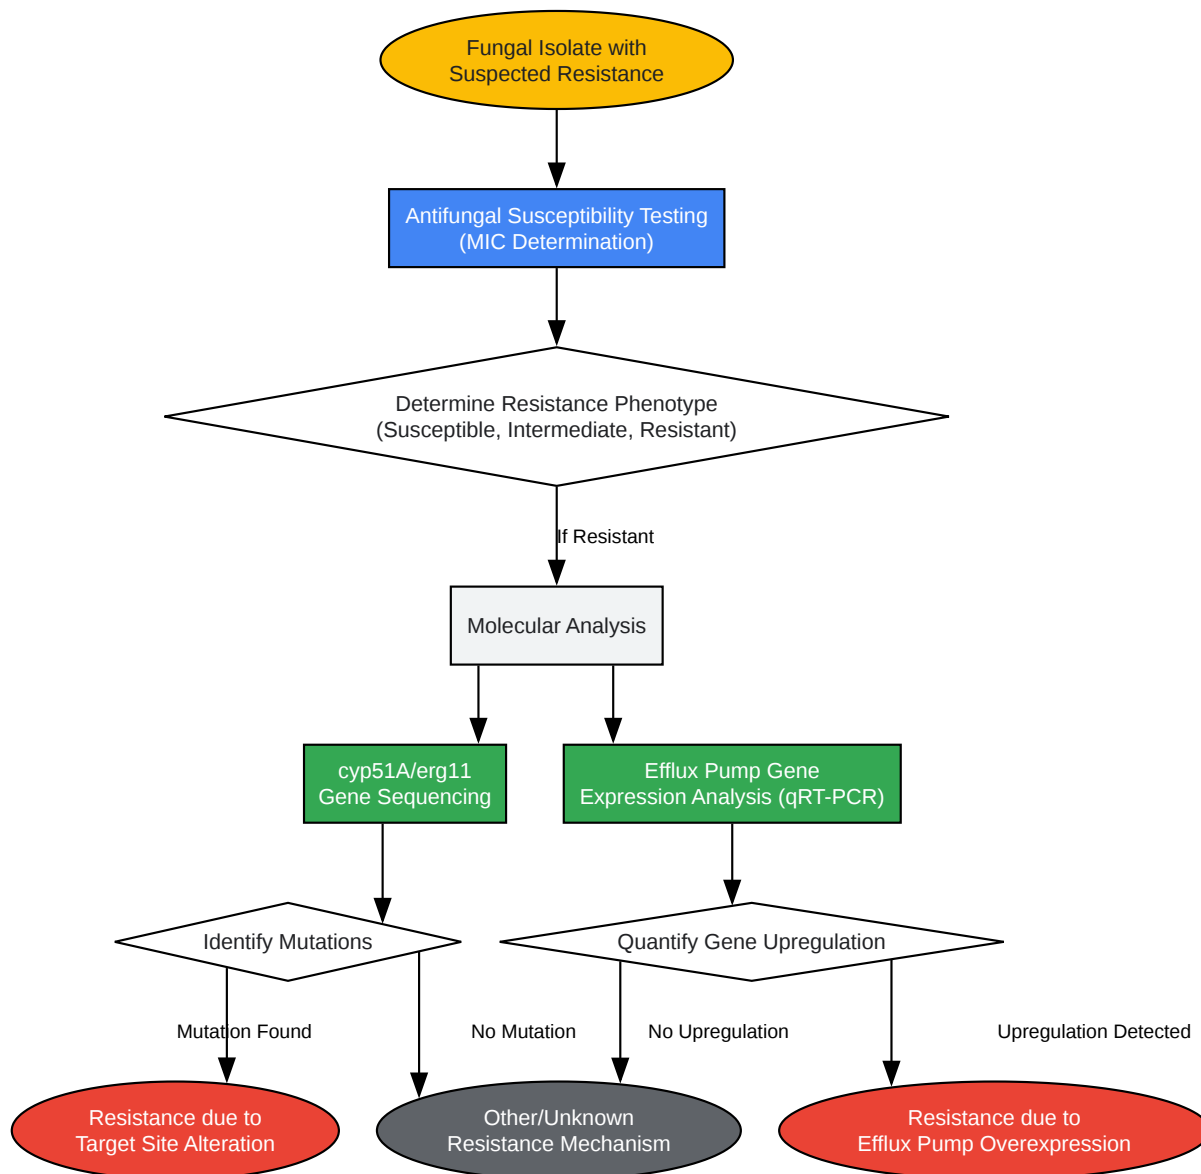 Fungal Isolate with
Suspected Resistance
Antifungal Susceptibility Testing
(MIC Determination)
Determine Resistance Phenotype
(Susceptible, Intermediate, Resistant)
If Resistant
Molecular Analysis
cyp51A/erg11
Gene Sequencing
Efflux Pump Gene
Expression Analysis (qRT-PCR)
Identify Mutations
Quantify Gene Upregulation
Mutation Found
No Mutation
No Upregulation
Upregulation Detected
Resistance due to
Target Site Alteration
Other/Unknown
Resistance Mechanism
Resistance due to
Efflux Pump Overexpression